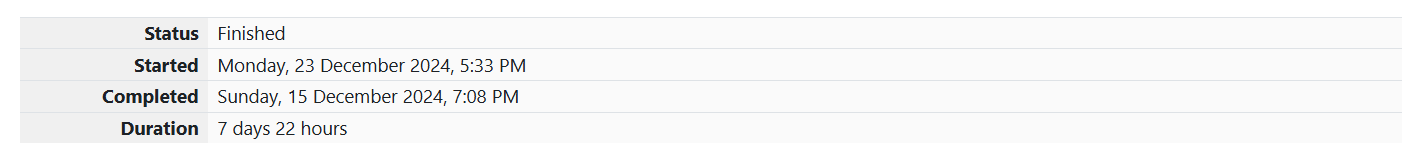 Status Finished
Started Monday, 23 December 2024, 5:33 PM
Completed Sunday, 15 December 2024, 7:08 PM
Duration 7 days 22 hours